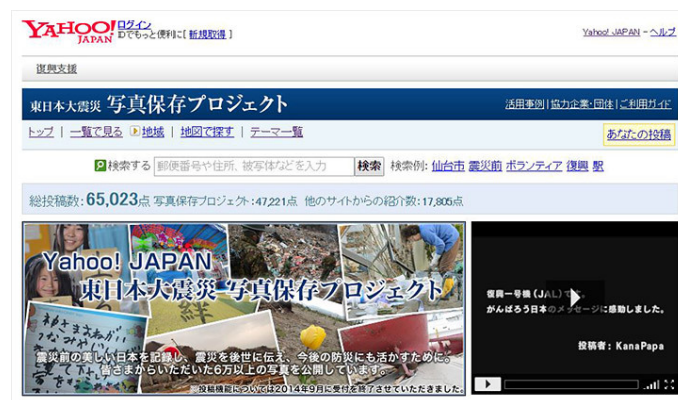 YAHOO! JAPAN
ログイン
IDでもっと便利に[ 新規取得 ]
Yahoo! JAPAN - ヘルプ
復興支援
東日本大震災 写真保存プロジェクト
活用事例 | 協力企業・団体 | ご利用ガイド
トップ | 一覧で見る 地域 | 地図で探す | テーマ一覧
あなたの投稿
検索する 郵便番号や住所、被写体などを入力 検索 検索例: 仙台市 震災前 ボランティア 復興 駅
総投稿数: 65,023点 写真保存プロジェクト:47,221点 他のサイトからの紹介数:17,805点
Yahoo! JAPAN
東日本大震災 写真保存プロジェクト
絆
震災前の美しい日本を記録し、震災を後世に伝え、今後の防災にも活かすために。
皆さまからいただいた6万以上の写真を公開しています。
投稿機能については2014年9月に受付を終了させていただきました。
復興一号機(JAL)です。
がんばろう日本のメッセージに感動しました。
投稿者:KanaPapa